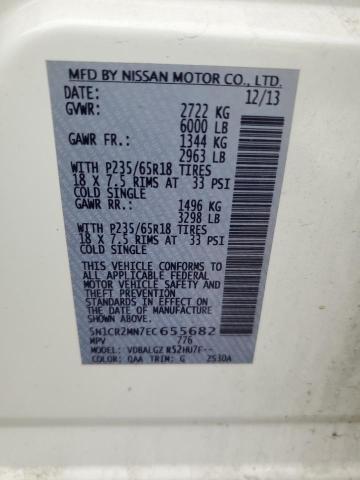 MFD BY NISSAN MOTOR CO., LTD.
DATE: 12/13
GVWR: 2722 KG
6000 LB
GAWR FR.: 1344 KG
2963 LB
WITH P235/65R18 TIRES
18 X 7.5 RIMS AT 33 PSI
COLD SINGLE
GAWR RR.: 1496 KG
3298 LB
WITH P235/65R18 TIRES
18 X 7.5 RIMS AT 33 PSI
COLD SINGLE
THIS VEHICLE CONFORMS TO ALL
APPLICABLE U.S. FEDERAL
MOTOR VEHICLE SAFETY
STANDARDS IN EFFECT ON THE
DATE OF MANUFACTURE
SHOWN ABOVE.
5N1CR2MN7EC655682
MPV 776
MODEL: VDBALGZ R52HU7F--
COLOR: QAA TRIM: G 2530A